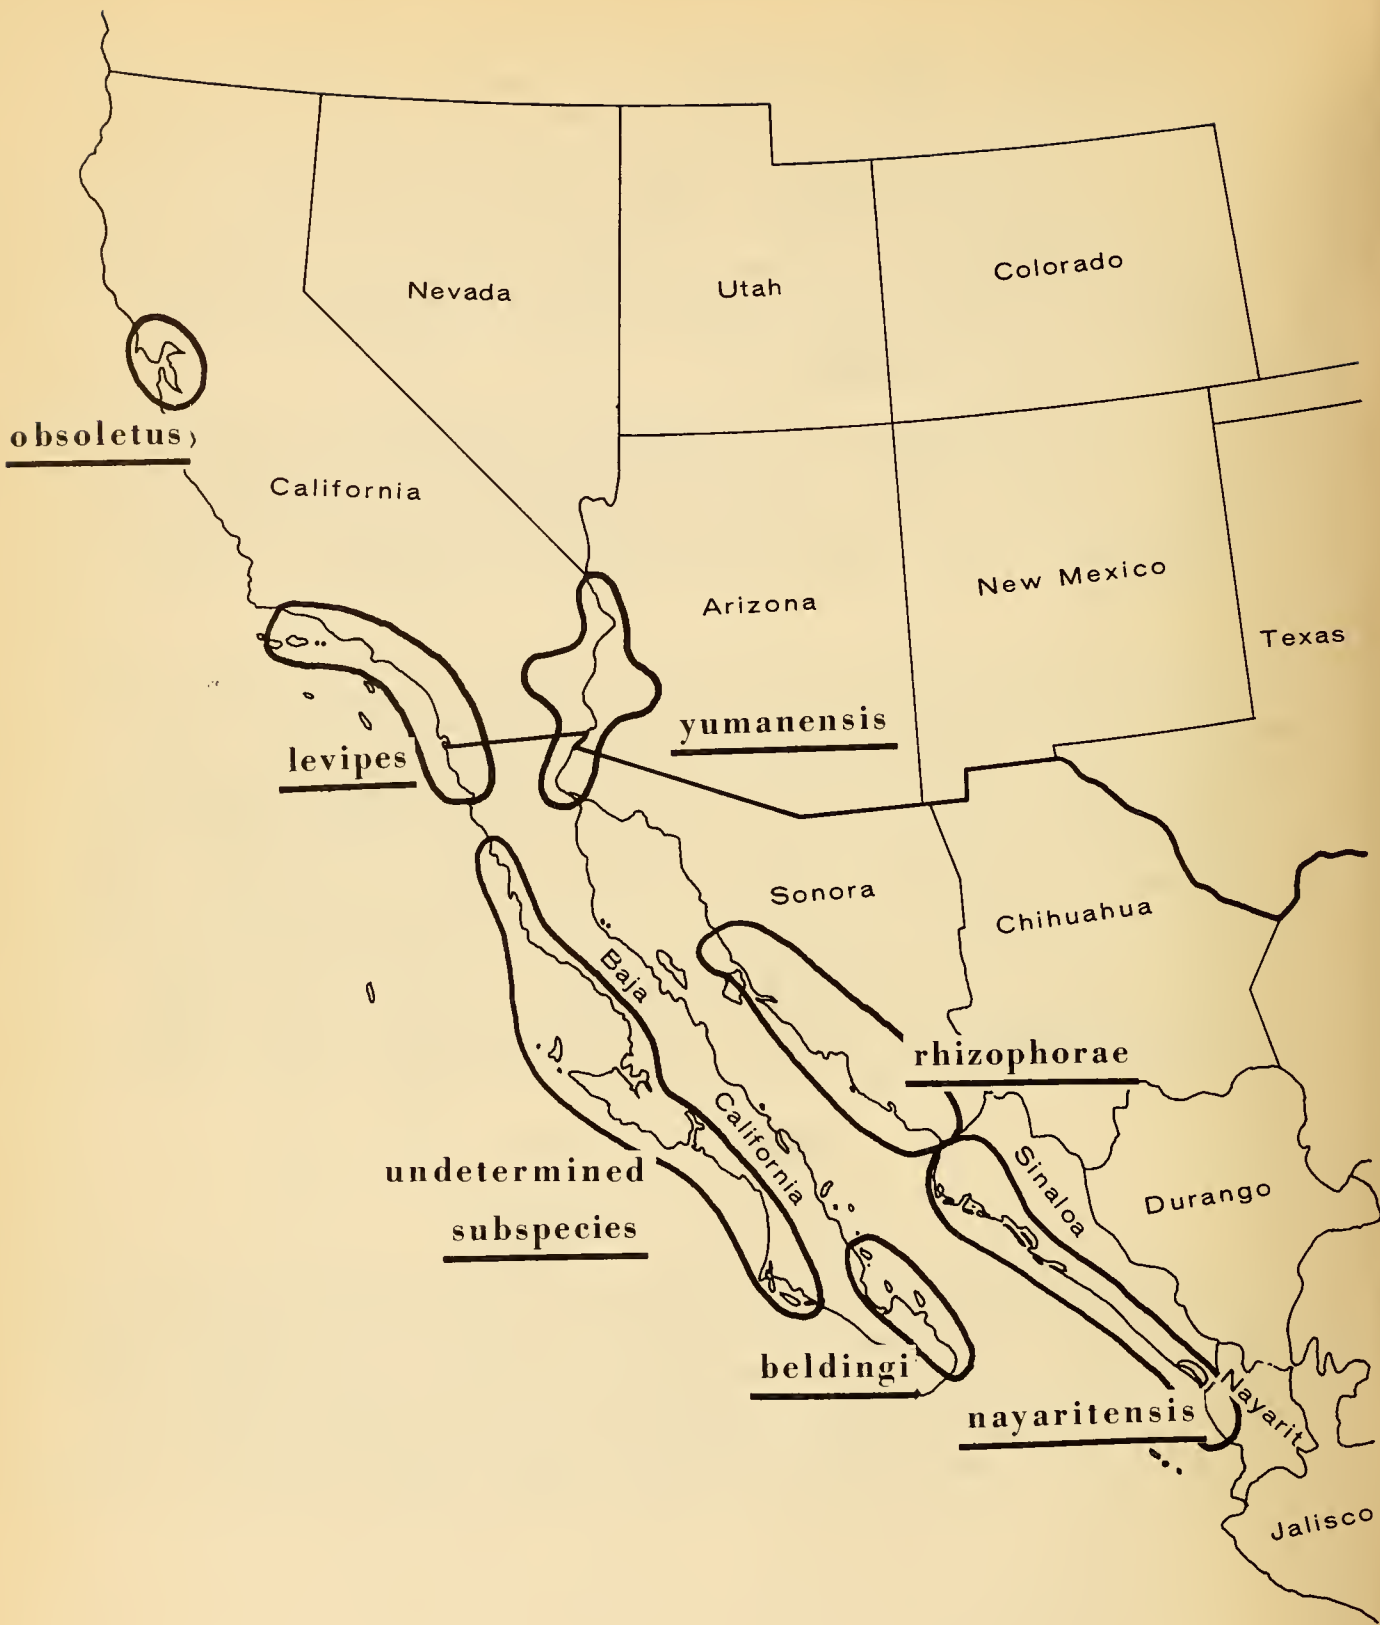 Nevada
Utah
Colorado
obsoletus
California
Arizona
New Mexico
Texas
yumanensis
levipes
Sonora
Chihuahua
Baja
California
rhizophorae
undetermined
subspecies
Sinaloa
Durango
beldingi
nayaritensis
Nayarit
Jalisco